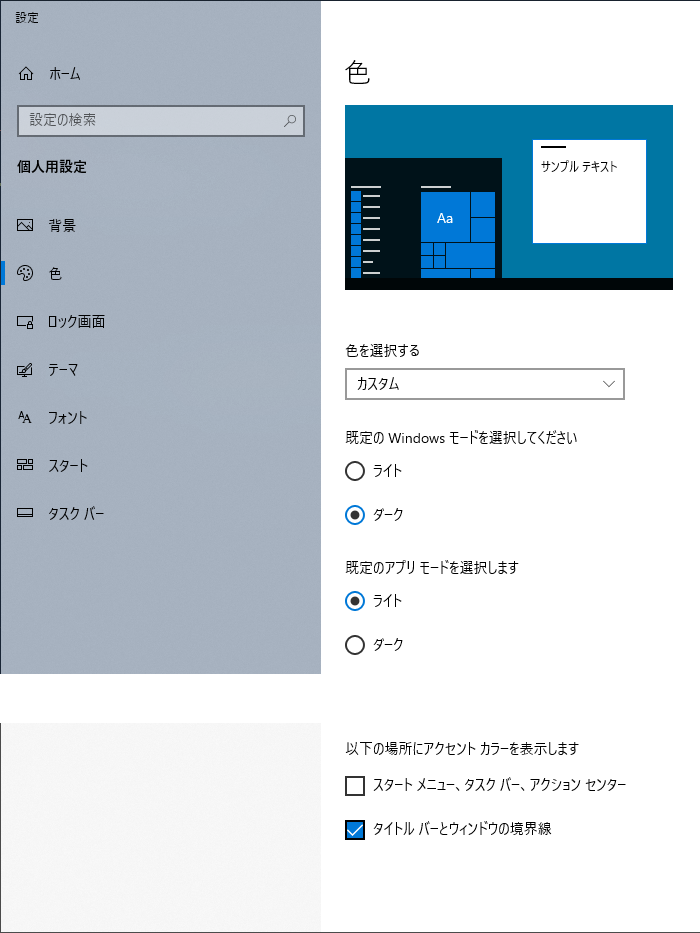 設定
ホーム
設定の検索
個人用設定
背景
色
ロック画面
テーマ
フォント
スタート
タスク バー
色
サンプル テキスト
Aa
色を選択する
カスタム
既定の Windows モードを選択してください
ライト
ダーク
既定のアプリ モードを選択します
ライト
ダーク
以下の場所にアクセント カラーを表示します
スタート メニュー、タスク バー、アクション センター
タイトル バーとウィンドウの境界線